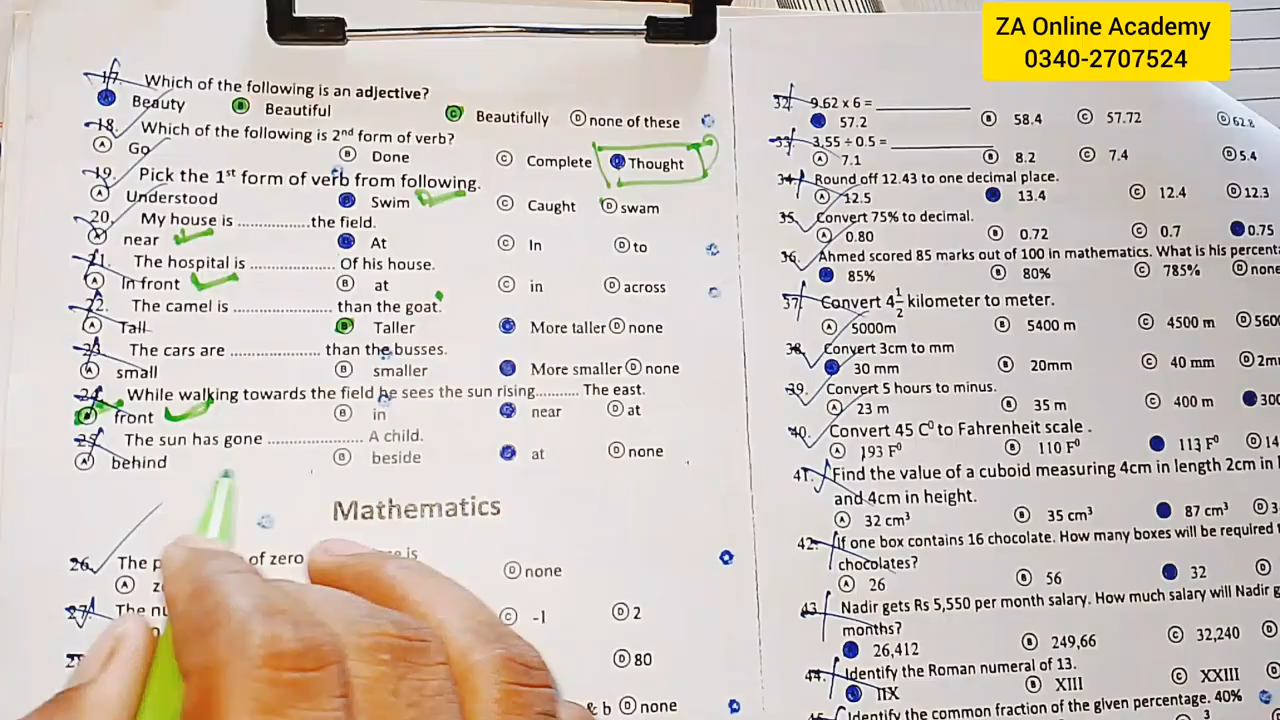 ZA Online Academy
0340-2707524
17. Which of the following is an adjective?
A Beauty B Beautiful C Beautifully D none of these
18. Which of the following is 2nd form of verb?
A Go B Done C Complete D Thought
19. Pick the 1st form of verb from following.
A Understood B Swim C Caught D swam
20. My house is ............... the field.
A near B At C In D to
21. The hospital is .................... Of his house.
A In front B at C in D across
22. The camel is ................... than the goat.
A Tall B Taller C More taller D none
23. The cars are .................... than the busses.
A small B smaller C More smaller D none
24. While walking towards the field he sees the sun rising.......... The east.
A front B in C near D at
25. The sun has gone ...................... A child.
A behind B beside C at D none
Mathematics
26. The of zero is
A D none
27. The
C -1 D 2
D 80
& b D none
32. 9.62 x 6 = __________
57.2 B 58.4 C 57.72 D 62.8
33. 3.55 ÷ 0.5 = __________
A 7.1 B 8.2 C 7.4 D 5.4
34. Round off 12.43 to one decimal place.
A 12.5 13.4 C 12.4 D 12.3
35. Convert 75% to decimal.
A 0.80 B 0.72 C 0.7 0.75
36. Ahmed scored 85 marks out of 100 in mathematics. What is his percent
85% B 80% C 785% D none
37. Convert 4 1/2 kilometer to meter.
A 5000m B 5400 m C 4500 m D 560
38. Convert 3cm to mm
30 mm B 20mm C 40 mm D 2m
39. Convert 5 hours to minus.
A 23 m B 35 m C 400 m 300
40. Convert 45 C⁰ to Fahrenheit scale .
A 193 F⁰ B 110 F⁰ 113 F⁰ D 14
41. Find the value of a cuboid measuring 4cm in length 2cm in
and 4cm in height.
A 32 cm³ B 35 cm³ 87 cm³ D 3
42. If one box contains 16 chocolate. How many boxes will be required
chocolates?
A 26 B 56 32 D
43. Nadir gets Rs 5,550 per month salary. How much salary will Nadir
months?
26,412 B 249,66 C 32,240 D
44. Identify the Roman numeral of 13.
IIX B XIII C XXIII D
Identify the common fraction of the given percentage. 40%